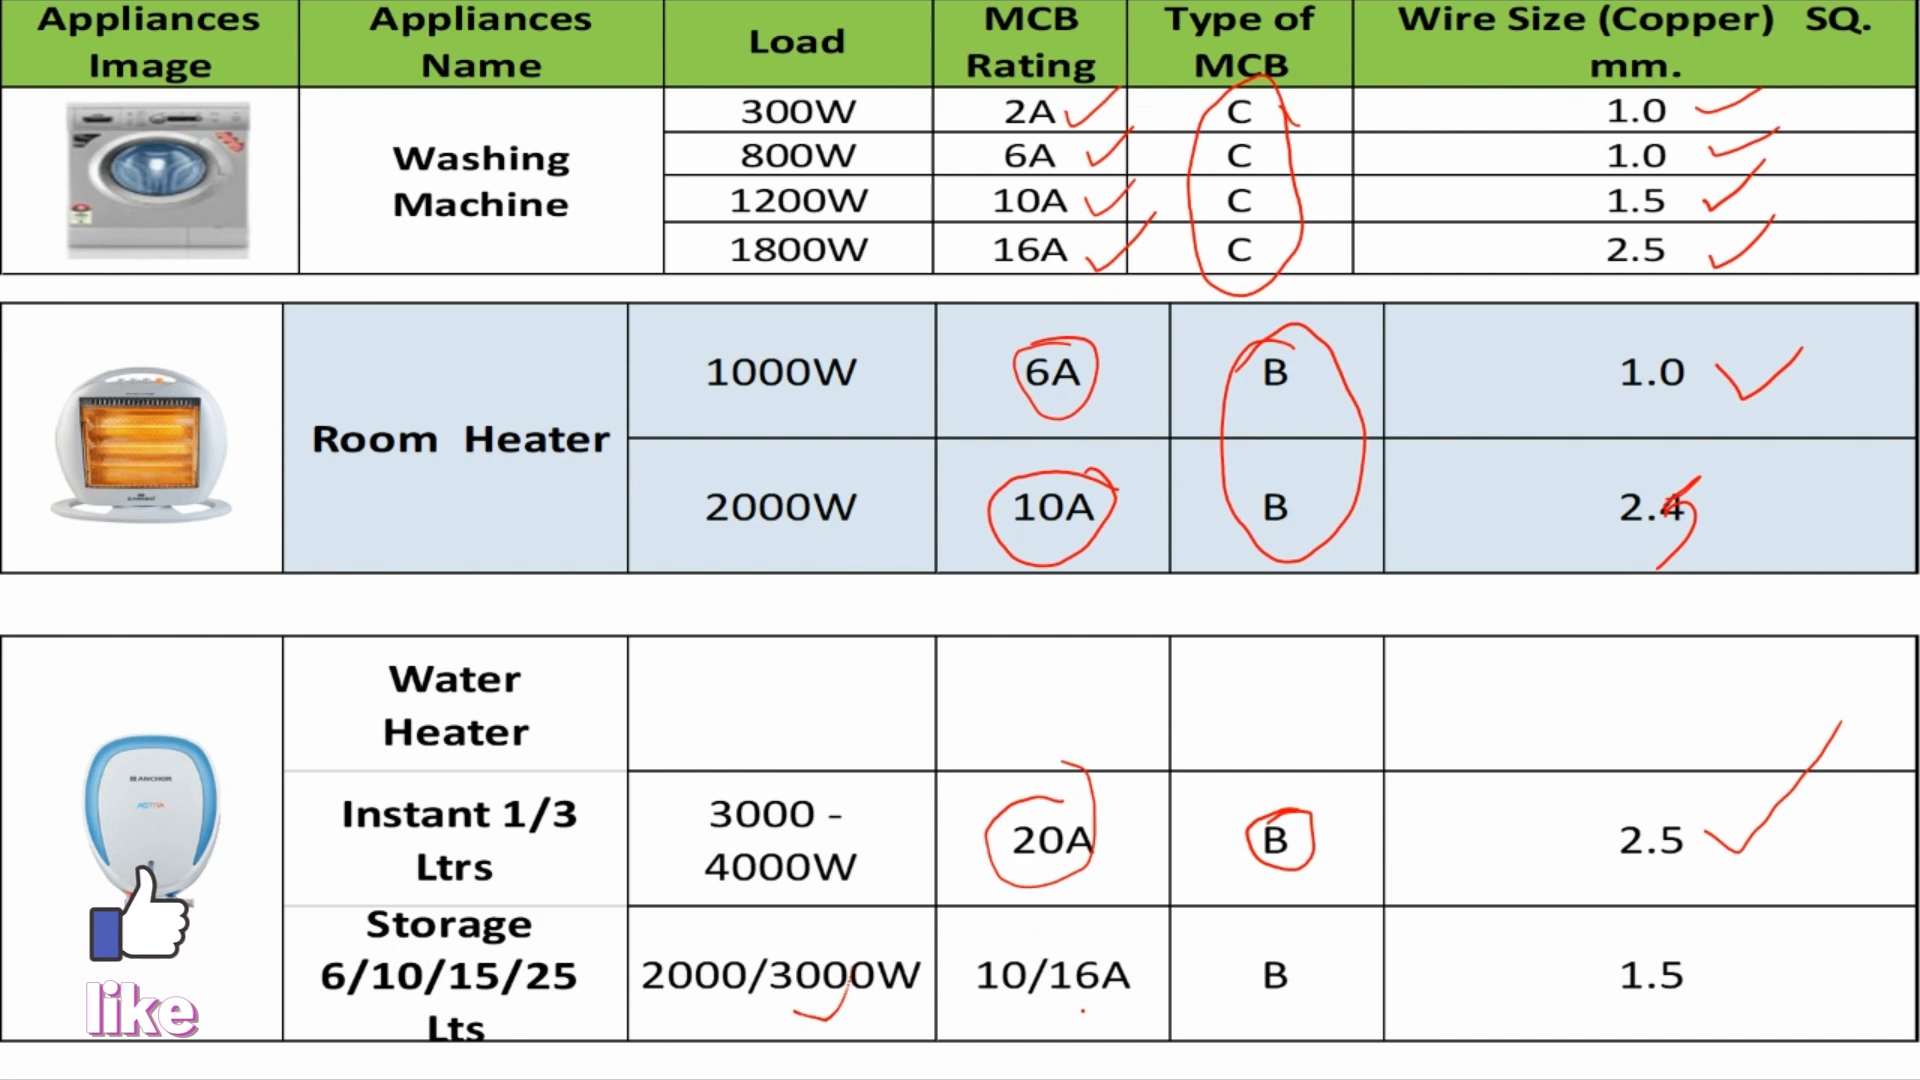 Appliances Image
Appliances Name
Load
MCB Rating
Type of MCB
Wire Size (Copper) SQ. mm.
Washing Machine
300W 2A C 1.0
800W 6A C 1.0
1200W 10A C 1.5
1800W 16A C 2.5
Room Heater
1000W 6A B 1.0
2000W 10A B 2.4
Water Heater
ANCHOR
ASTRA
Instant 1/3 Ltrs
3000 - 4000W
20A B 2.5
Storage 6/10/15/25 Lts
2000/3000W 10/16A B 1.5
like